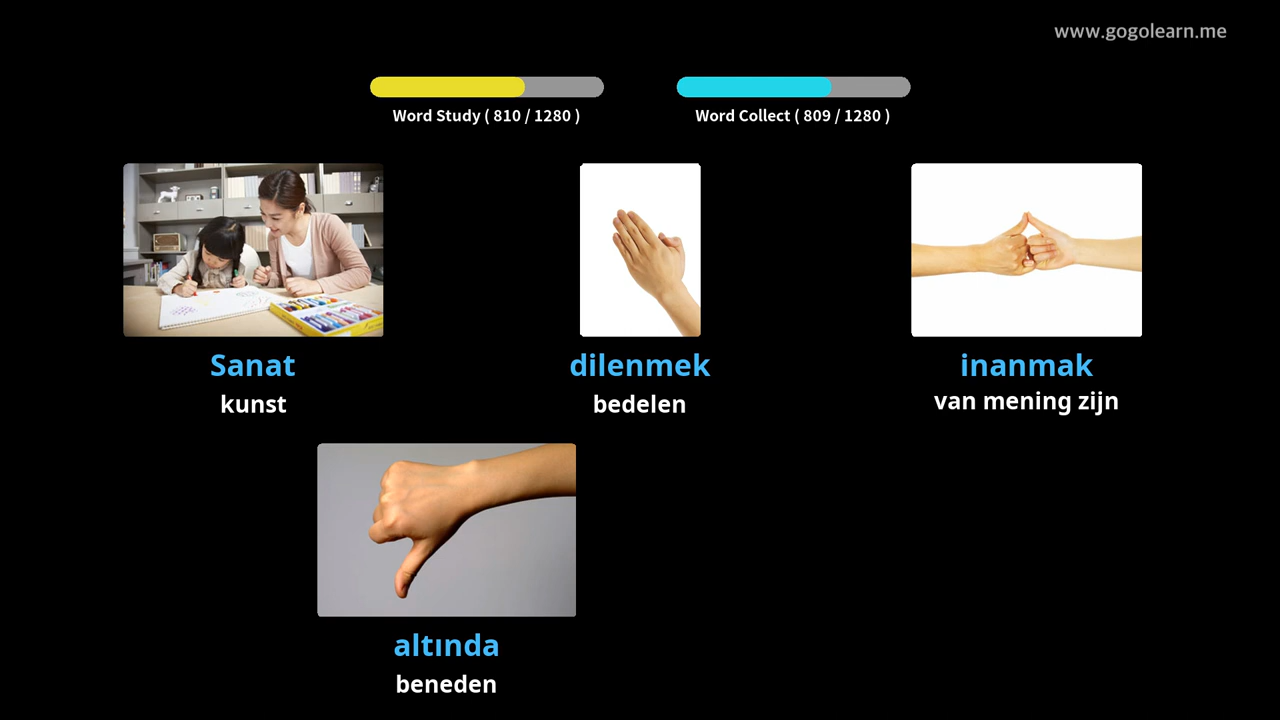 www.gogolearn.me
Word Study ( 810 / 1280 )
Word Collect ( 809 / 1280 )
Sanat
kunst
dilenmek
bedelen
inanmak
van mening zijn
altında
beneden